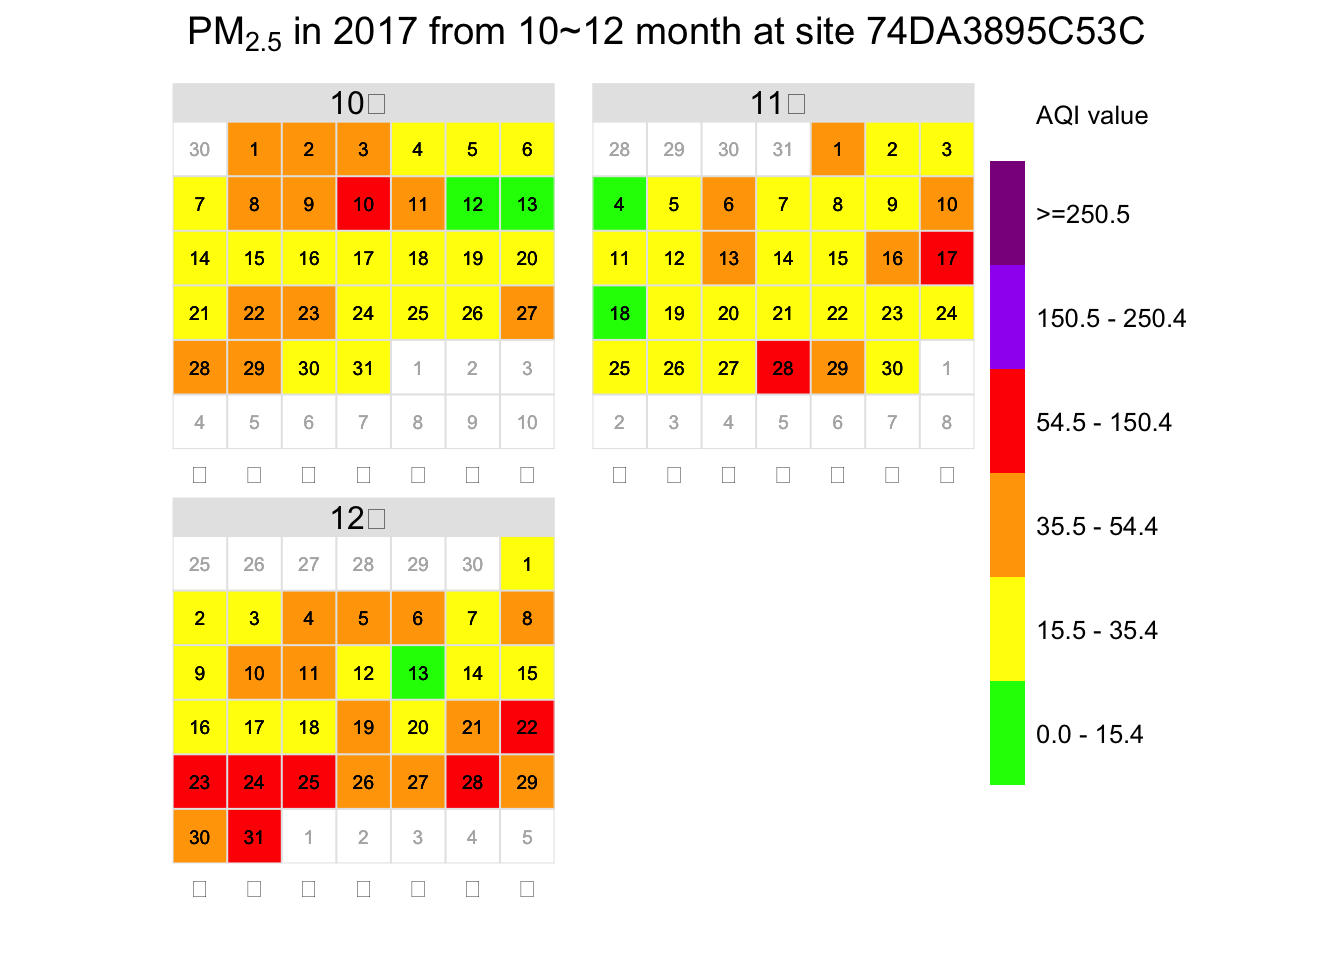 PM2.5 in 2017 from 10~12 month at site 74DA3895C53C
10□
30 1 2 3 4 5 6
7 8 9 10 11 12 13
14 15 16 17 18 19 20
21 22 23 24 25 26 27
28 29 30 31 1 2 3
4 5 6 7 8 9 10
□ □ □ □ □ □ □
11□
28 29 30 31 1 2 3
4 5 6 7 8 9 10
11 12 13 14 15 16 17
18 19 20 21 22 23 24
25 26 27 28 29 30 1
2 3 4 5 6 7 8
□ □ □ □ □ □ □
12□
25 26 27 28 29 30 1
2 3 4 5 6 7 8
9 10 11 12 13 14 15
16 17 18 19 20 21 22
23 24 25 26 27 28 29
30 31 1 2 3 4 5
□ □ □ □ □ □ □
AQI value
>=250.5
150.5 - 250.4
54.5 - 150.4
35.5 - 54.4
15.5 - 35.4
0.0 - 15.4